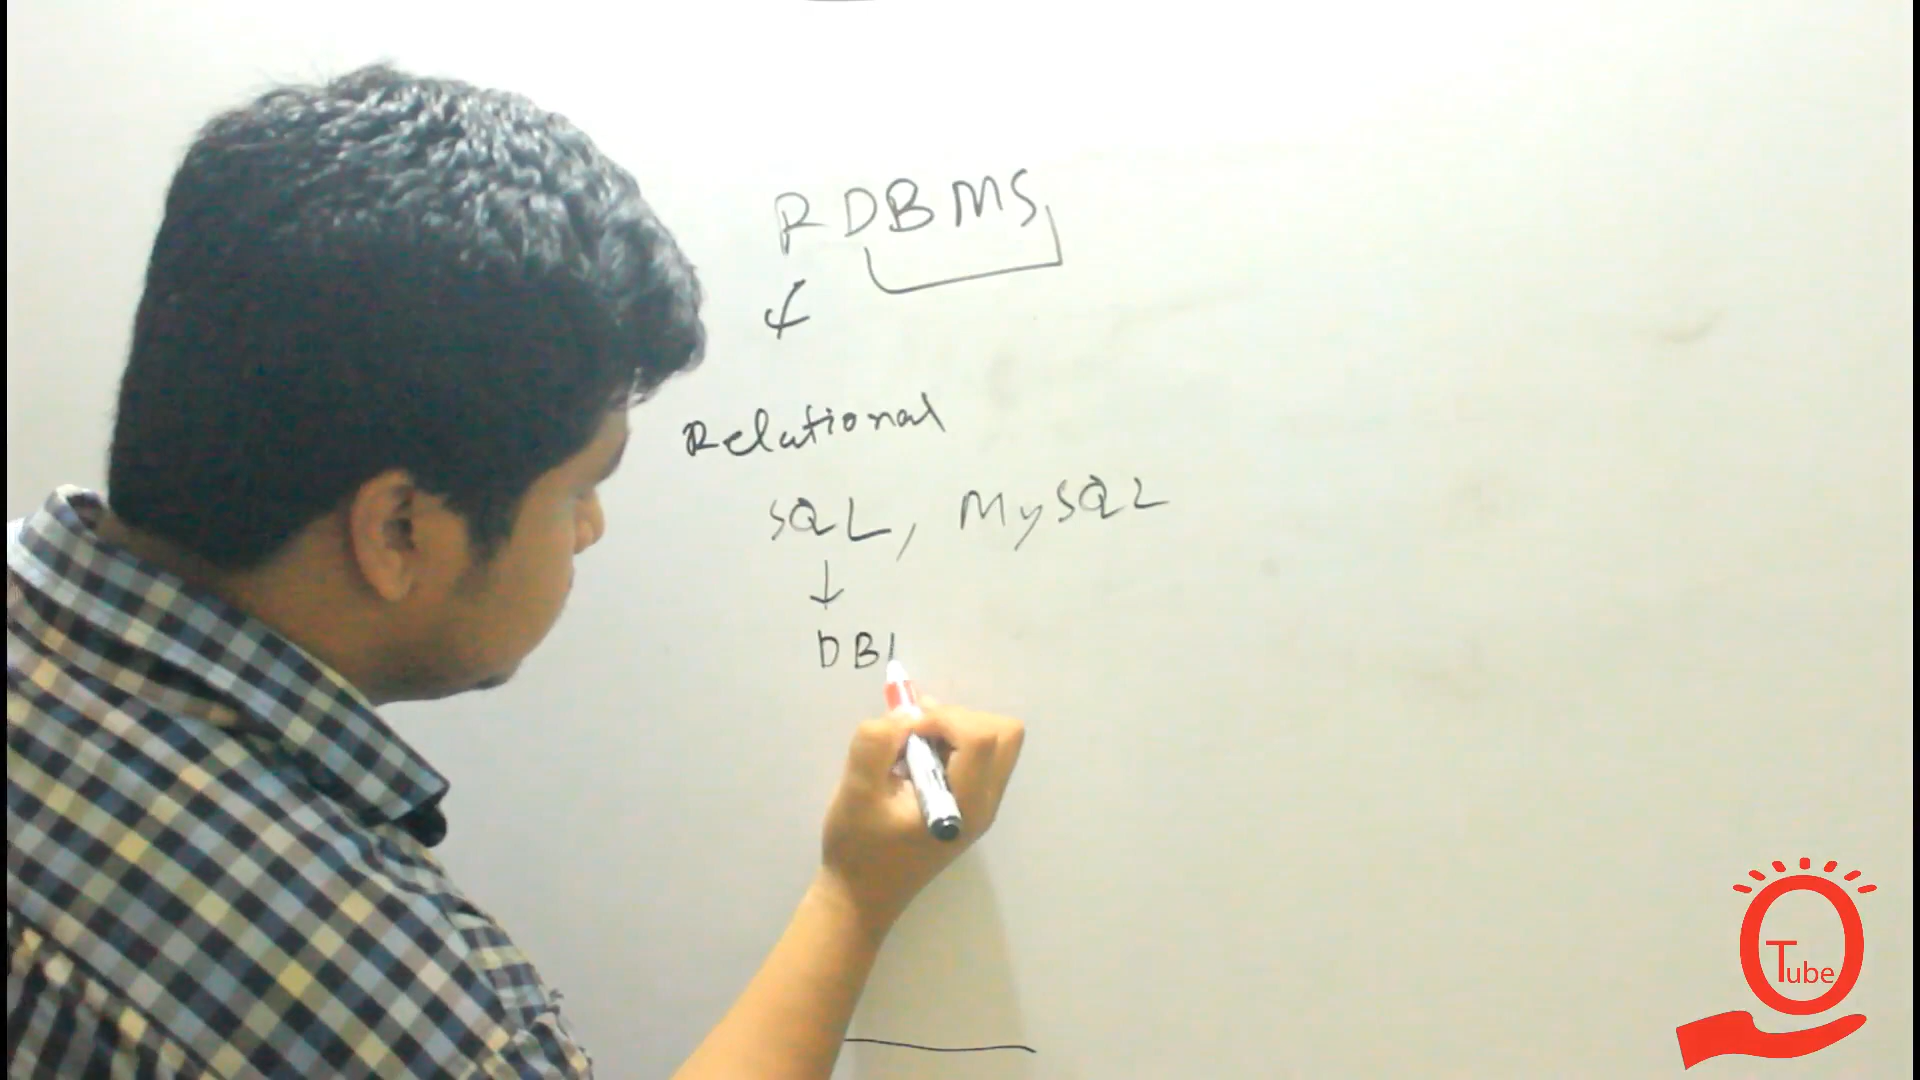 RDBMS
Relational
SQL, MySQL
DB
Tube